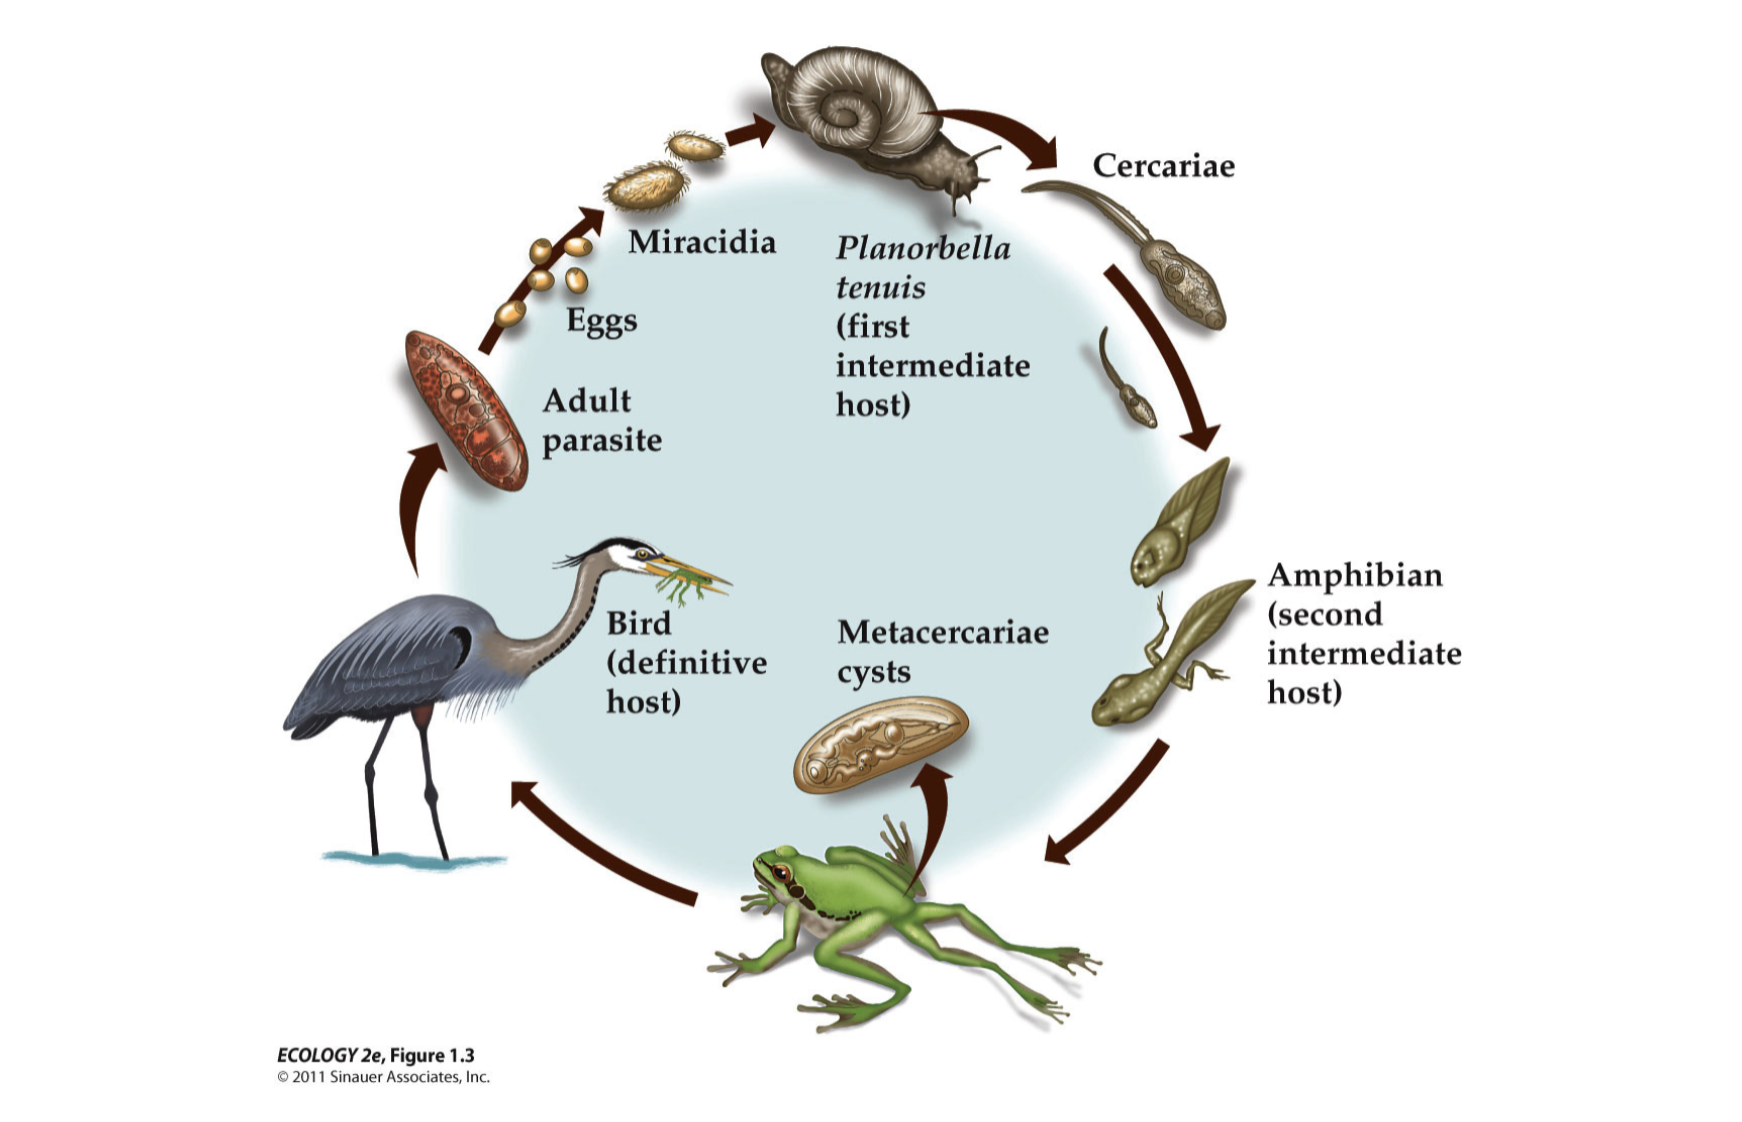 Cercariae
Miracidia
Planorbella
tenuis
(first
intermediate
host)
Eggs
Adult
parasite
Amphibian
(second
intermediate
host)
Bird
(definitive
host)
Metacercariae
cysts
ECOLOGY 2e, Figure 1.3
© 2011 Sinauer Associates, Inc.